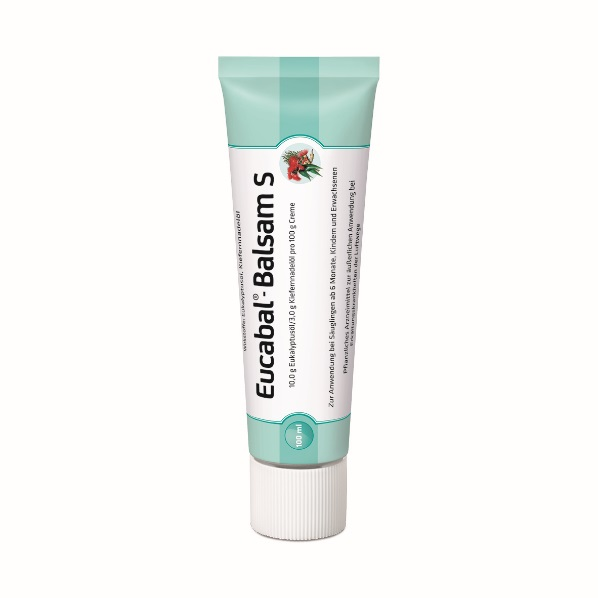 Wirkstoffe: Eukalyptusöl, Kiefernnadelöl
Eucabal®-Balsam S
10,0 g Eukalyptusöl/3,0 g Kiefernnadelöl pro 100 g Creme
Zur Anwendung bei Säuglingen ab 6 Monate, Kindern und Erwachsenen
Pflanzliches Arzneimittel zur äußerlichen Anwendung bei
Erkältungskrankheiten der Luftwege
100 ml